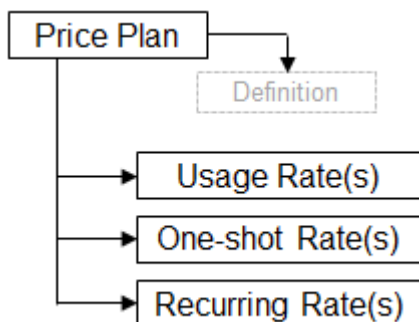 Price Plan
Definition
Usage Rate(s)
One-shot Rate(s)
Recurring Rate(s)